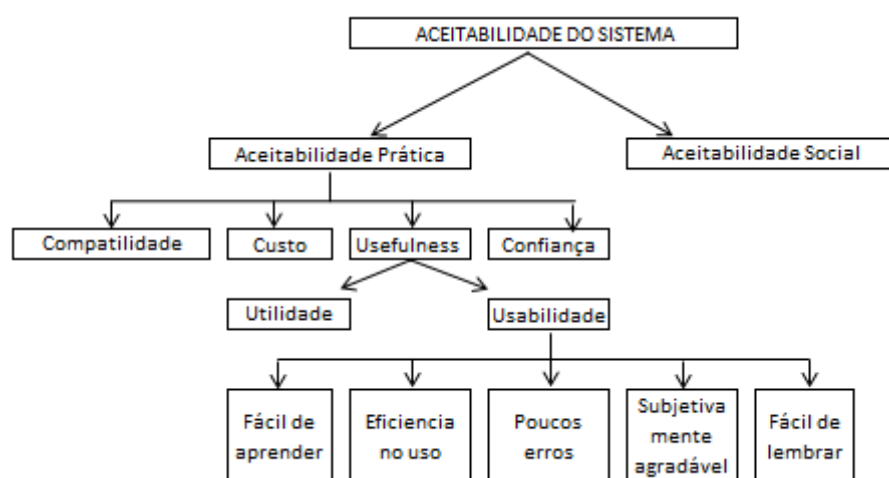 ACEITABILIDADE DO SISTEMA
Aceitabilidade Prática
Aceitabilidade Social
Compatilidade
Custo
Usefulness
Confiança
Utilidade
Usabilidade
Fácil de
aprender
Eficiencia
no uso
Poucos
erros
Subjetiva
mente
agradável
Fácil de
lembrar